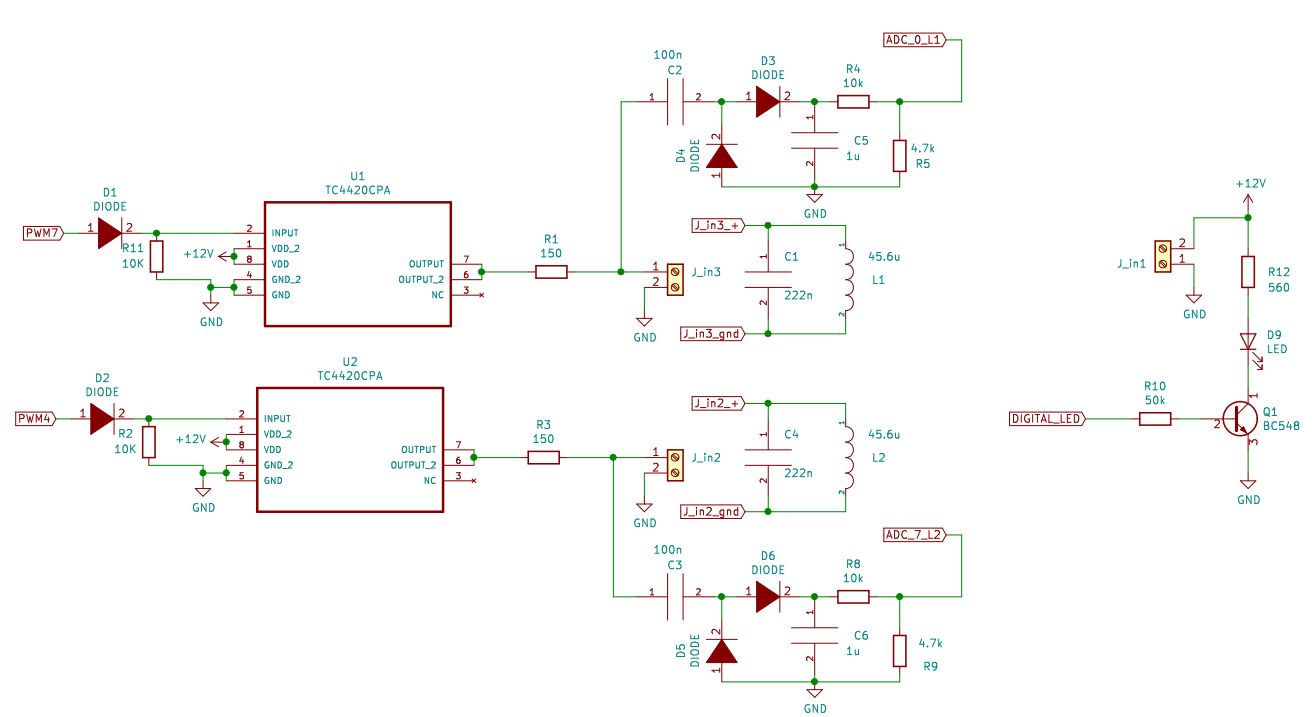 ADC_0_L1
100n
C2
1
2
D3
DIODE
1
2
R4
10k
D4
DIODE
2
1
1
2
C5
1u
4.7k
R5
GND
D1
DIODE
PWM7
1
2
R11
10K
+12V
GND
U1
TC4420CPA
2
INPUT
1
VDD_2
8
VDD
4
GND_2
5
GND
OUTPUT
7
OUTPUT_2
6
NC
3
R1
150
1
2
J_in3
GND
J_in3_+
1
2
C1
222n
1
2
45.6u
L1
J_in3_gnd
+12V
J_in1
2
1
GND
R12
560
D9
LED
DIGITAL_LED
R10
50k
1
2
3
Q1
BC548
GND
D2
DIODE
PWM4
1
2
R2
10K
+12V
GND
U2
TC4420CPA
2
INPUT
1
VDD_2
8
VDD
4
GND_2
5
GND
OUTPUT
7
OUTPUT_2
6
NC
3
R3
150
1
2
J_in2
GND
J_in2_+
1
2
C4
222n
1
2
45.6u
L2
J_in2_gnd
ADC_7_L2
100n
C3
1
2
D6
DIODE
1
2
R8
10k
D5
DIODE
2
1
1
2
C6
1u
4.7k
R9
GND